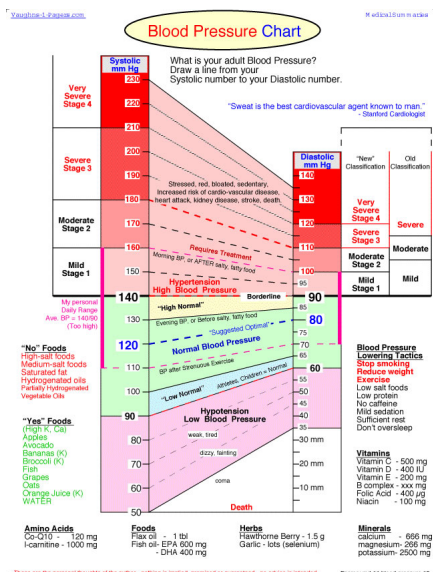 Vaughns-1-Pagers.com
Medical Summaries
Blood Pressure Chart
Systolic
mm Hg
What is your adult Blood Pressure?
Draw a line from your
Systolic number to your Diastolic number.
"Sweat is the best cardiovascular agent known to man."
- Stanford Cardiologist
Diastolic
mm Hg
"New"
Classification
Old
Classification
230
220
210
200
190
180
170
160
150
140
130
120
110
100
90
80
70
60
50
140
130
120
110
100
95
90
85
80
70
65
60
45
35
30 mm
20 mm
10 mm
Very
Severe
Stage 4
Severe
Stage 3
Moderate
Stage 2
Mild
Stage 1
Very
Severe
Stage 4
Severe
Stage 3
Moderate
Stage 2
Mild
Stage 1
Severe
Moderate
Mild
Stressed, red, bloated, sedentary,
Increased risk of cardio-vascular disease,
heart attack, kidney disease, stroke, death
Requires Treatment
Morning BP, or AFTER salty, fatty food
Hypertension
High Blood Pressure
Borderline
"High Normal"
Evening BP, or Before salty, fatty food
"Suggested Optimal"
Normal Blood Pressure
BP after Strenuous Exercise
Athletes, Children = Normal
"Low Normal"
Hypotension
Low Blood Pressure
weak, tired
dizzy, fainting
coma
Death
My personal
Daily Range
Ave. BP = 140/90
(Too high)
"No" Foods
High-salt foods
Medium-salt foods
Saturated fat
Hydrogenated oils
Partially Hydrogenated
Vegetable Oils
"Yes" Foods
(High K, Ca)
Apples
Avocado
Bananas (K)
Broccoli (K)
Fish
Grapes
Oats
Orange Juice (K)
WATER
Blood Pressure
Lowering Tactics
Stop smoking
Reduce weight
Exercise
Low salt foods
Low protein
No caffeine
Mild sedation
Sufficient rest
Don't oversleep
Vitamins
Vitamin C - 500 mg
Vitamin D - 400 IU
Vitamin E - 200 mg
B complex - xxx mg
Folic Acid - 400 µg
Niacin - 100 mg
Amino Acids
Co-Q10 - 120 mg
l-carnitine - 1000 mg
Foods
Flax oil - 1 tbl
Fish oil- EPA 600 mg
- DHA 400 mg
Herbs
Hawthorne Berry - 1.5 g
Garlic - lots (selenium)
Minerals
calcium - 666 mg
magnesium- 266 mg
potassium- 2500 mg